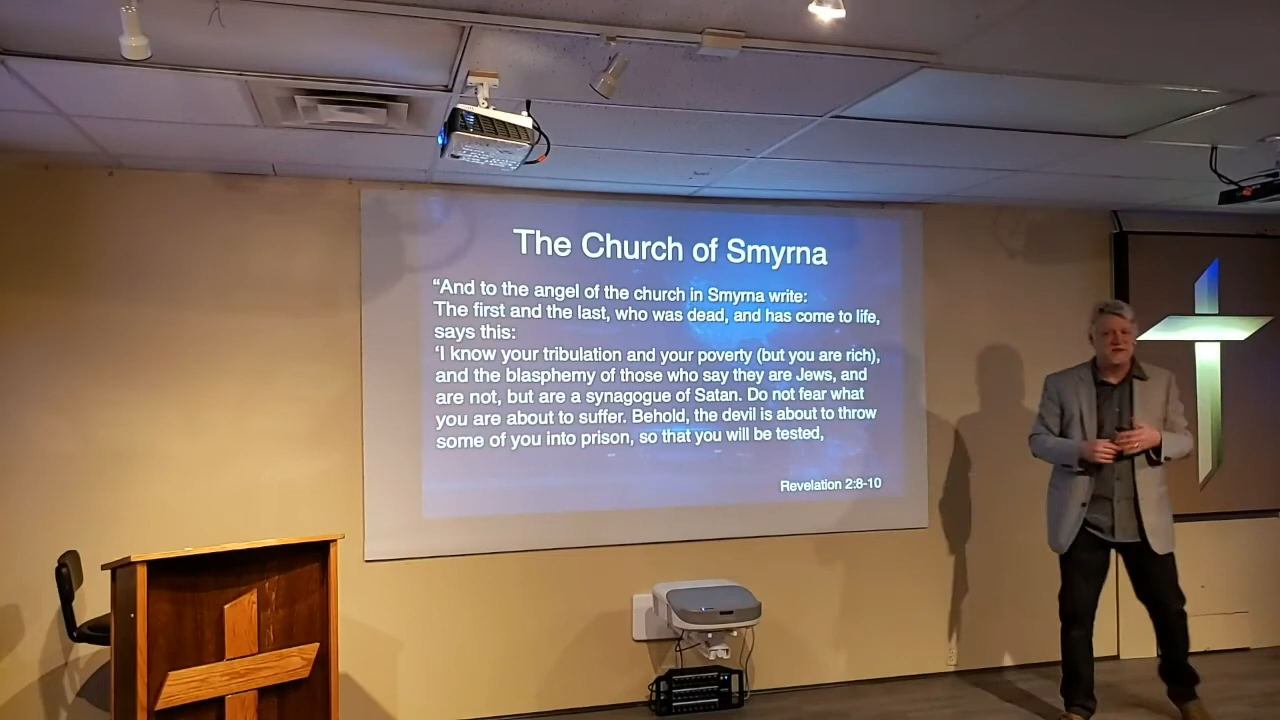 The Church of Smyrna
“And to the angel of the church in Smyrna write:
The first and the last, who was dead, and has come to life,
says this:
‘I know your tribulation and your poverty (but you are rich),
and the blasphemy of those who say they are Jews, and
are not, but are a synagogue of Satan. Do not fear what
you are about to suffer. Behold, the devil is about to throw
some of you into prison, so that you will be tested,
Revelation 2:8-10